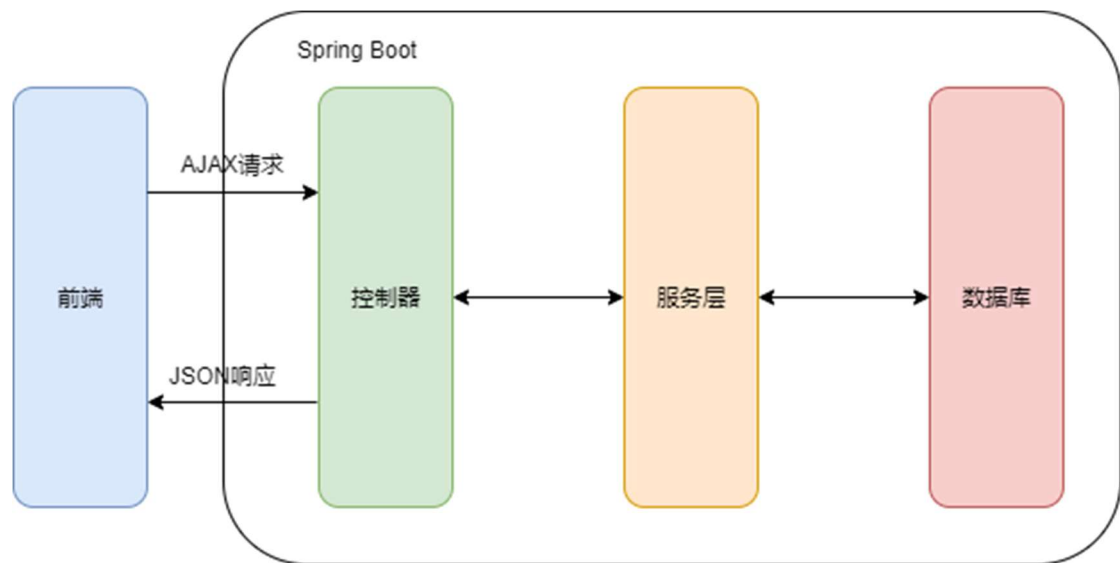 Spring Boot
AJAX请求
前端
控制器
服务层
数据库
JSON响应